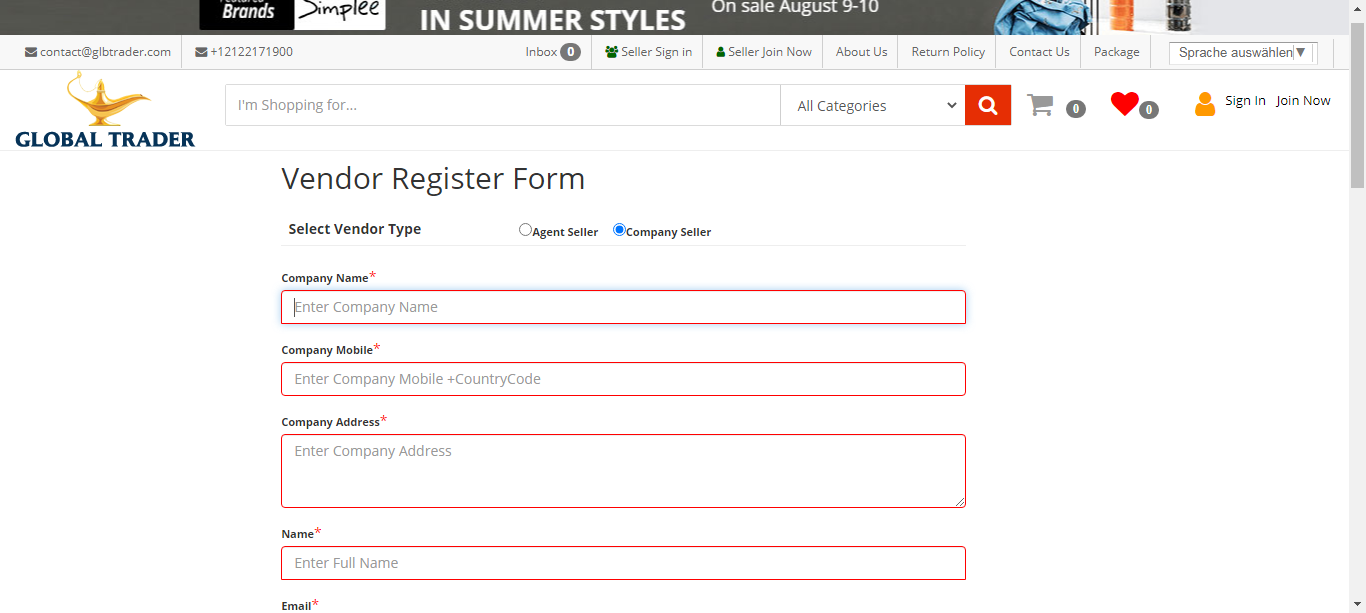 Brands
Simplee
IN SUMMER STYLES
On sale August 9-10
contact@glbtrader.com
+12122171900
Inbox 0
Seller Sign in
Seller Join Now
About Us
Return Policy
Contact Us
Package
Sprache auswählen▼
GLOBAL TRADER
I'm Shopping for...
All Categories
0
0
Sign In
Join Now
Vendor Register Form
Select Vendor Type
Agent Seller
Company Seller
Company Name*
Enter Company Name
Company Mobile*
Enter Company Mobile +CountryCode
Company Address*
Enter Company Address
Name*
Enter Full Name
Email*